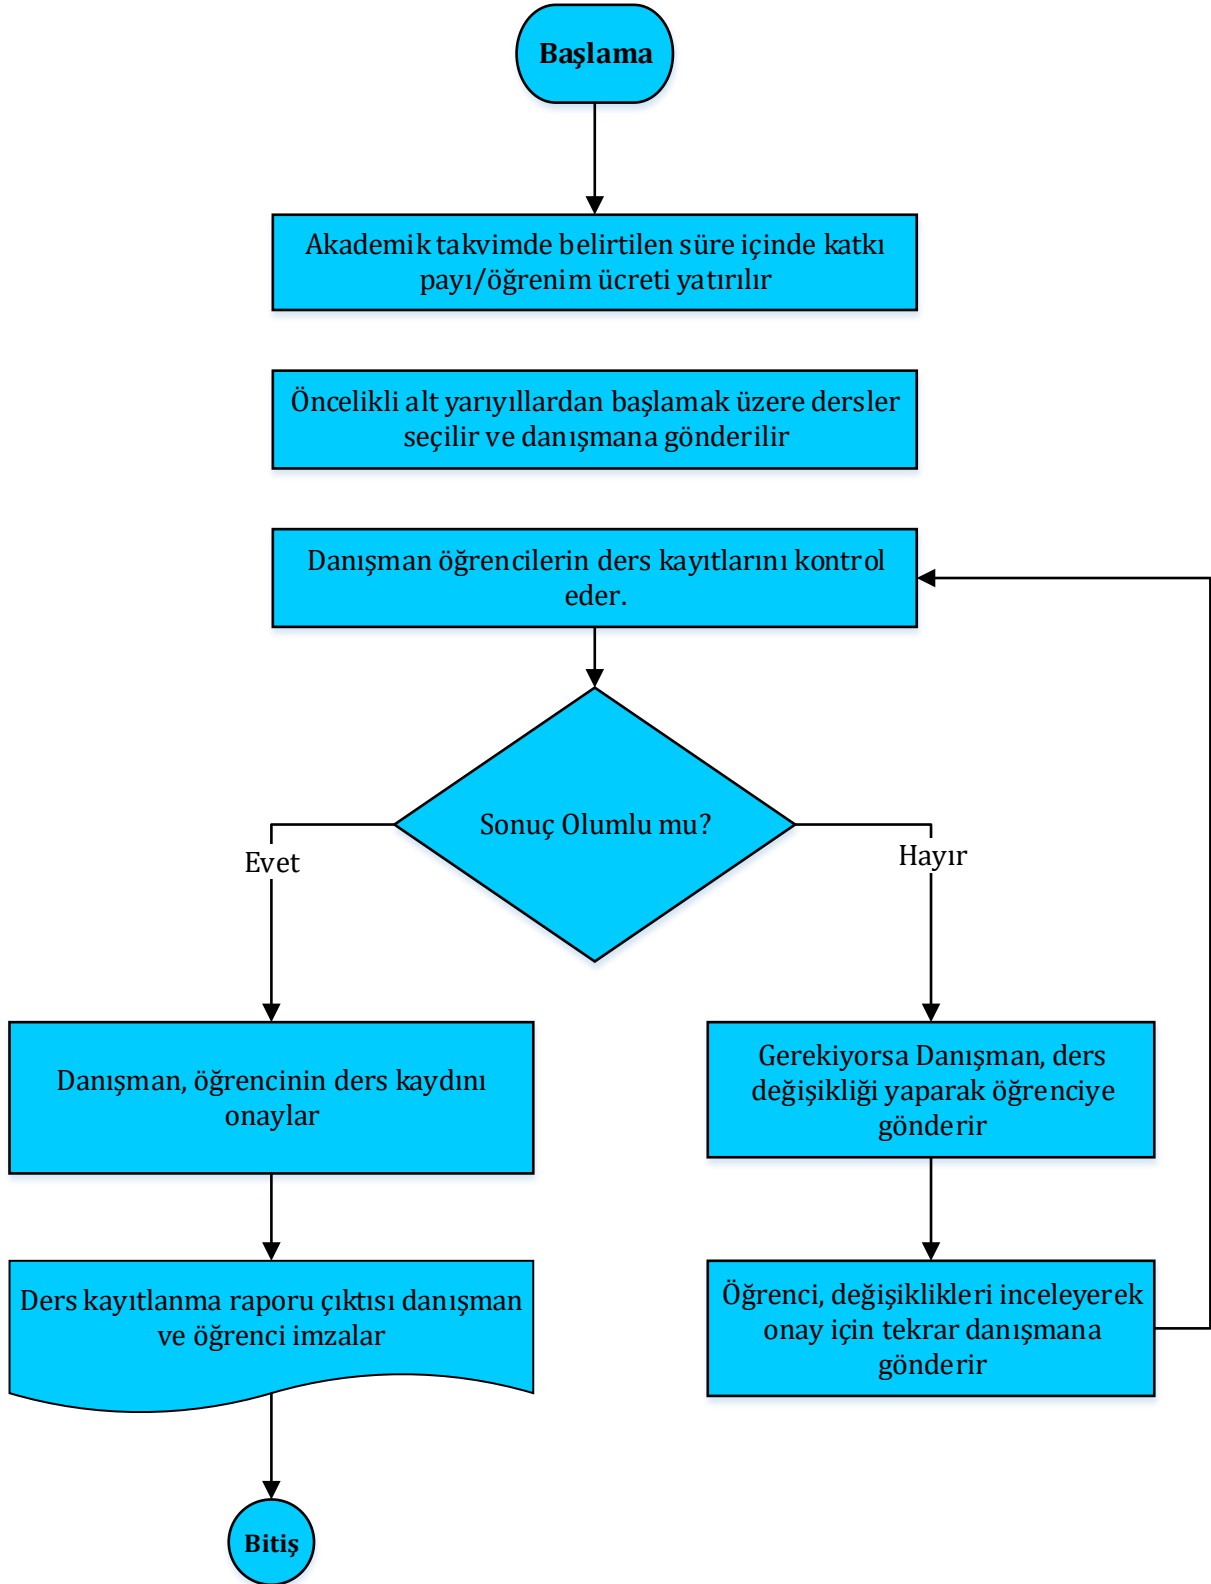 Başlama
Akademik takvimde belirtilen süre içinde katkı
payı/öğrenim ücreti yatırılır
Öncelikli alt yarıyıllardan başlamak üzere dersler
seçilir ve danışmana gönderilir
Danışman öğrencilerin ders kayıtlarını kontrol
eder.
Sonuç Olumlu mu?
Evet
Hayır
Danışman, öğrencinin ders kaydını
onaylar
Gerekiyorsa Danışman, ders
değişikliği yaparak öğrenciye
gönderir
Ders kayıtlanma raporu çıktısı danışman
ve öğrenci imzalar
Öğrenci, değişiklikleri inceleyerek
onay için tekrar danışmana
gönderir
Bitiş